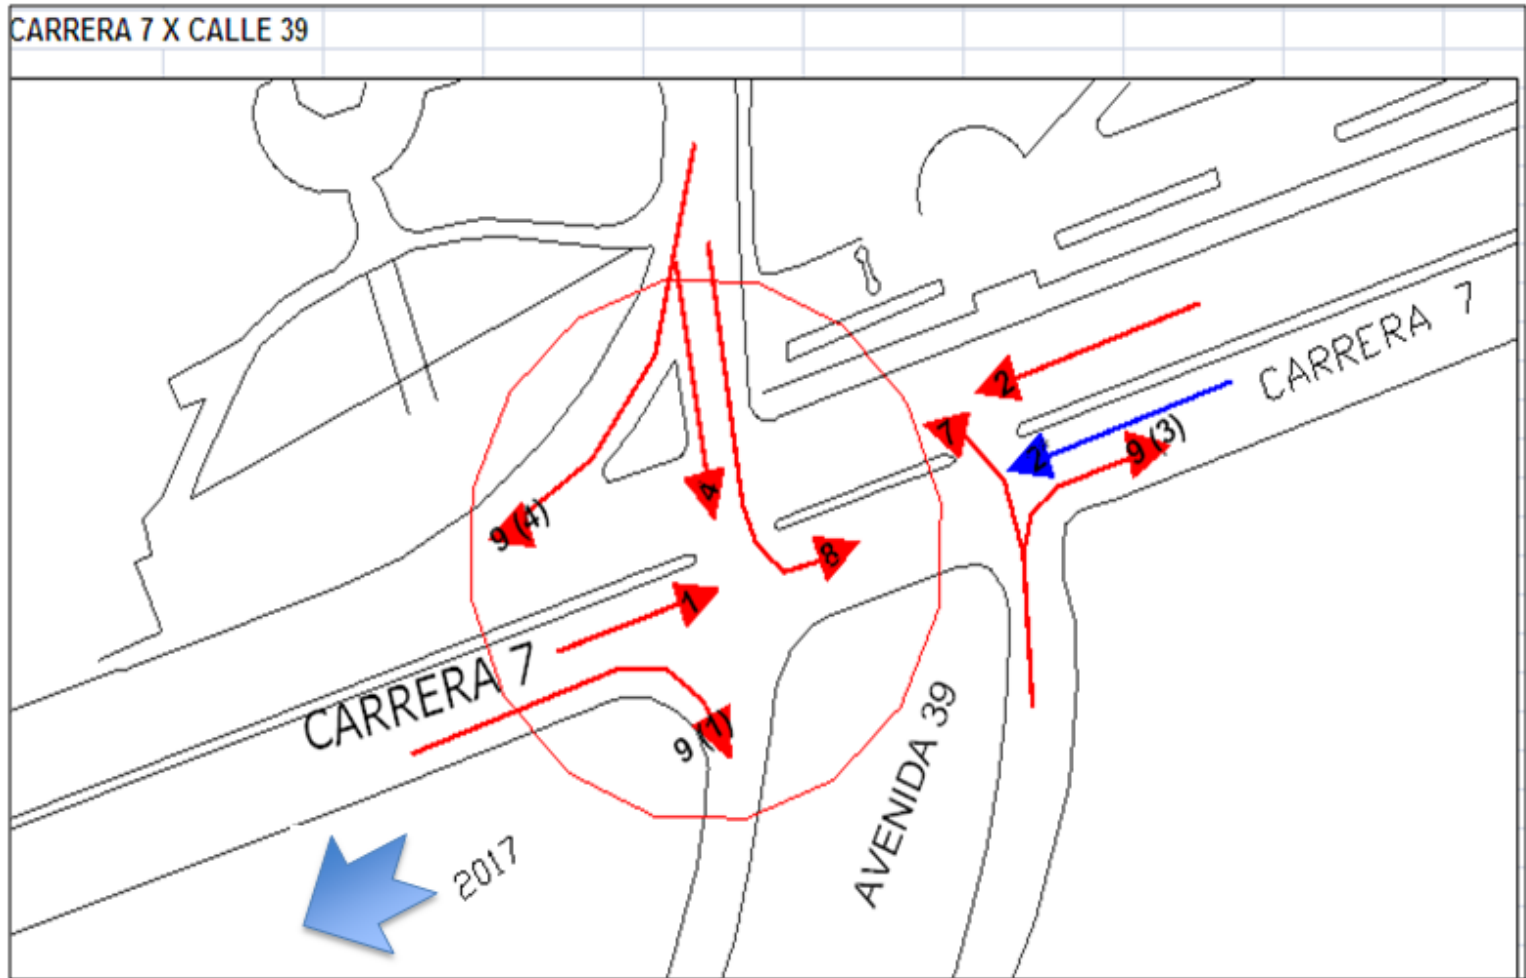 CARRERA 7 X CALLE 39
CARRERA 7
2
7
2
9 (3)
4
9 (4)
8
1
CARRERA 7
9 (1)
AVENIDA 39
2017